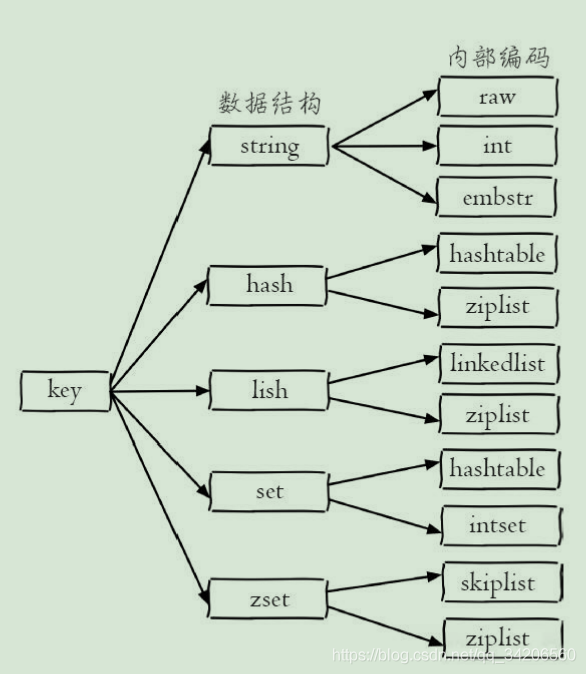 内部编码
数据结构
raw
string
int
embstr
hashtable
hash
ziplist
linkedlist
key
lish
ziplist
hashtable
set
intset
skiplist
zset
ziplist
https://blog.csdn.net/qq_34206560